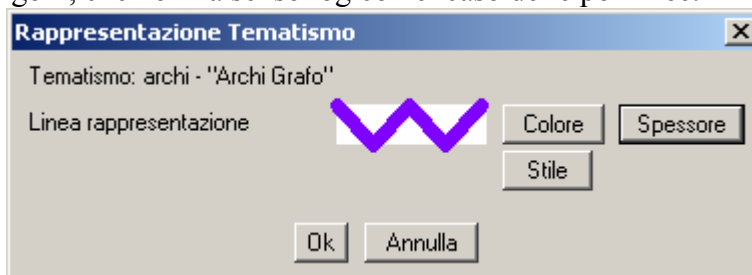 Rappresentazione Tematismo
Tematismo: archi - "Archi Grafo"
Linea rappresentazione Colore Spessore
Stile
Ok Annulla